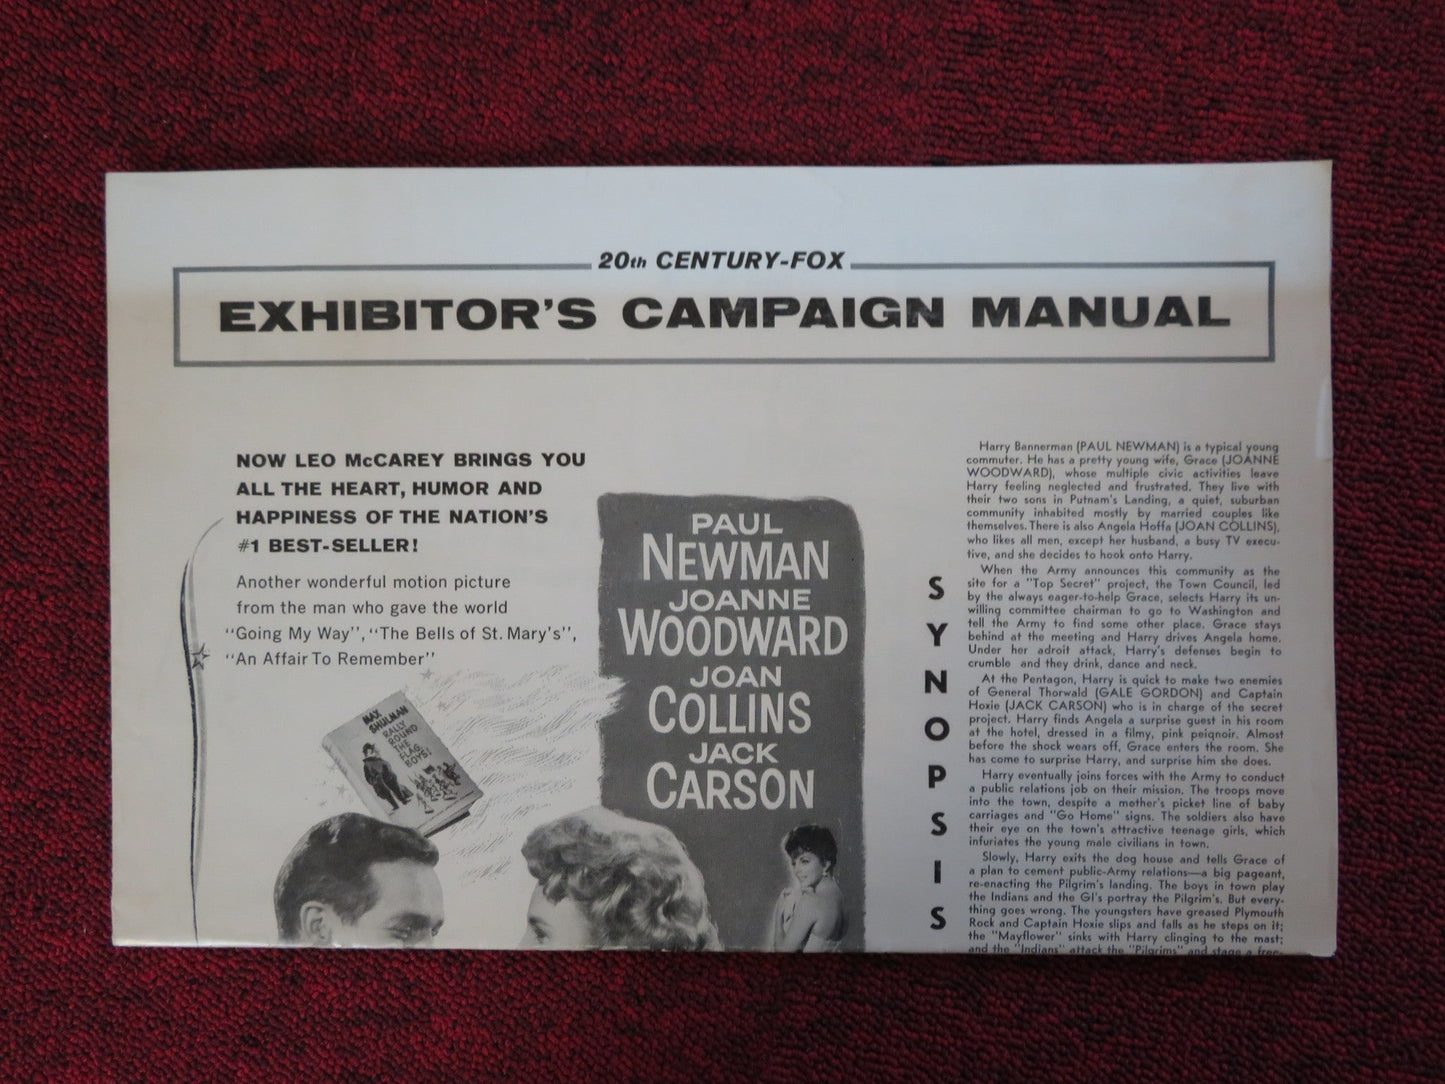 20th CENTURY-FOX
EXHIBITOR'S CAMPAIGN MANUAL
NOW LEO McCAREY BRINGS YOU
ALL THE HEART, HUMOR AND
HAPPINESS OF THE NATION'S
#1 BEST-SELLER!
Another wonderful motion picture
from the man who gave the world
"Going My Way", "The Bells of St. Mary's",
"An Affair To Remember"
MAX
SHULMAN
RALLY
ROUND
THE
FLAG,
BOYS!
PAUL
NEWMAN
JOANNE
WOODWARD
JOAN
COLLINS
JACK
CARSON
SYNOPSIS
Harry Bannerman (PAUL NEWMAN) is a typical young
commuter. He has a pretty young wife, Grace (JOANNE
WOODWARD), whose multiple civic activities leave
Harry feeling neglected and frustrated. They live with
their two sons in Putnam's Landing, a quiet, suburban
community inhabited mostly by married couples like
themselves. There is also Angela Hoffa (JOAN COLLINS),
who likes all men, except her husband, a busy TV execu-
tive, and she decides to hook onto Harry.
When the Army announces this community as the
site for a "Top Secret" project, the Town Council, led
by the always eager-to-help Grace, selects Harry its un-
willing committee chairman to go to Washington and
tell the Army to find some other place. Grace stays
behind at the meeting and Harry drives Angela home.
Under her adroit attack, Harry's defenses begin to
crumble and they drink, dance and neck.
At the Pentagon, Harry is quick to make two enemies
of General Thorwald (GALE GORDON) and Captain
Hoxie (JACK CARSON) who is in charge of the secret
project. Harry finds Angela a surprise guest in his room
at the hotel, dressed in a filmy, pink peignoir. Almost
before the shock wears off, Grace enters the room. She
has come to surprise Harry, and surprise him she does.
Harry eventually joins forces with the Army to conduct
a public relations job on their mission. The troops move
into the town, despite a mother's picket line of baby
carriages and "Go Home" signs. The soldiers also have
their eye on the town's attractive teenage girls, which
infuriates the young male civilians in town.
Slowly, Harry exits the dog house and tells Grace of
a plan to cement public-Army relations—a big pageant,
re-enacting the Pilgrim's landing. The boys in town play
the Indians and the GI's portray the Pilgrim's. But every-
thing goes wrong. The youngsters have greased Plymouth
Rock and Captain Hoxie slips and falls as he steps on it;
the "Mayflower" sinks with Harry clinging to the mast;
and the "Indians" attack the "Pilgrims" and stage a free-